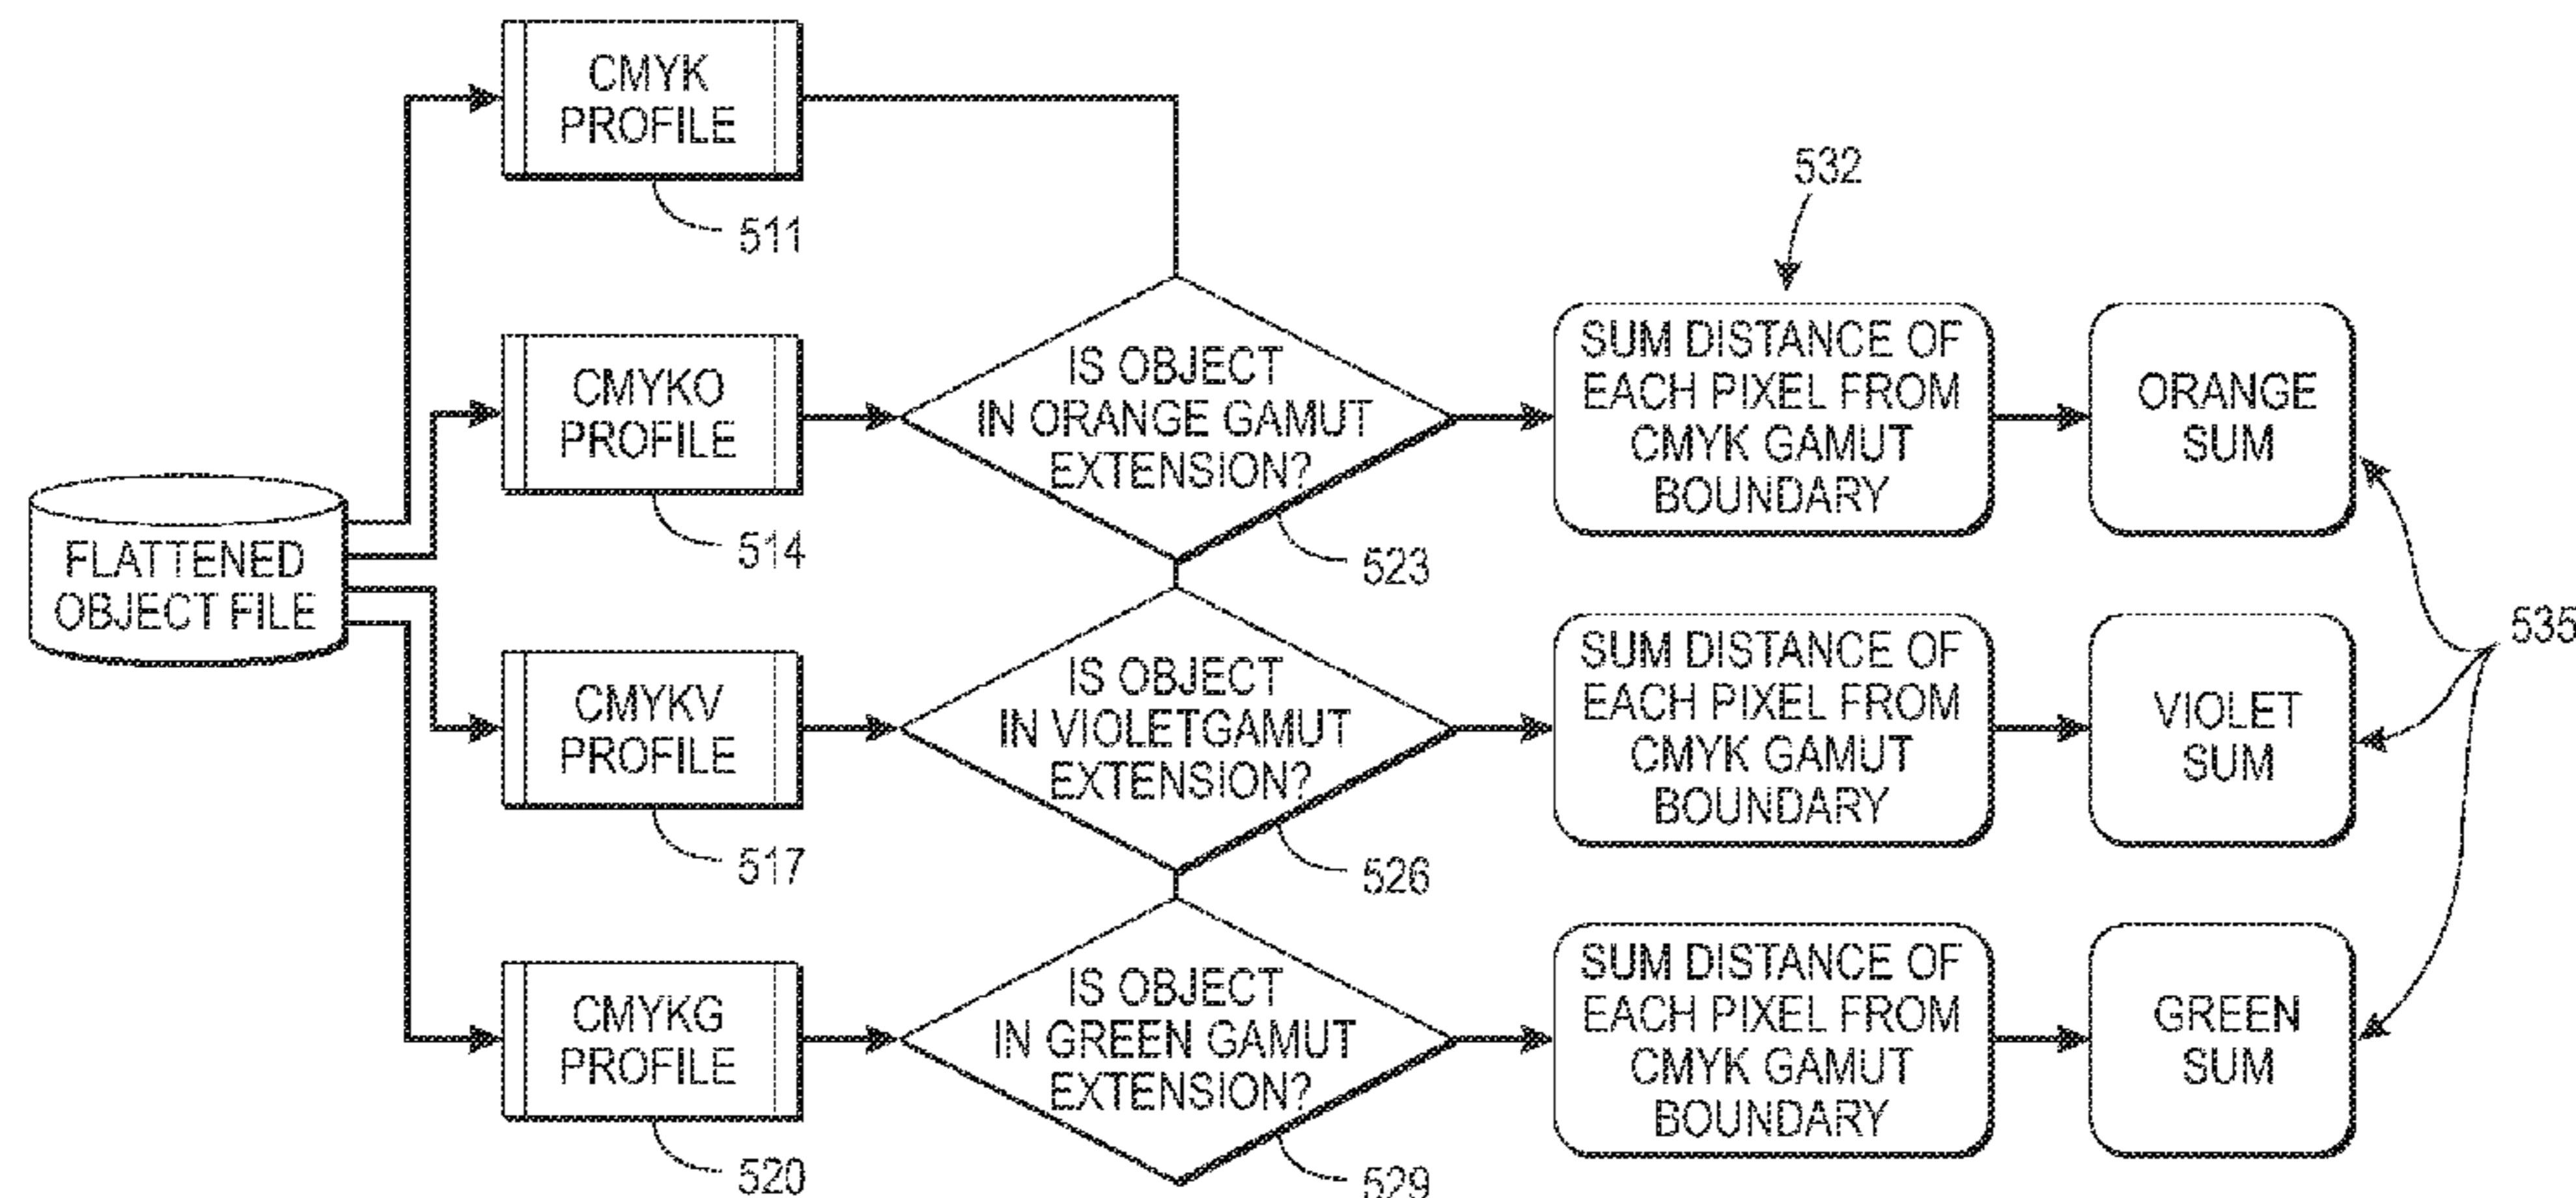 CMYK
PROFILE
511
532
CMYKO
PROFILE
514
IS OBJECT
IN ORANGE GAMUT
EXTENSION?
523
SUM DISTANCE OF
EACH PIXEL FROM
CMYK GAMUT
BOUNDARY
ORANGE
SUM
FLATTENED
OBJECT FILE
535
CMYKV
PROFILE
517
IS OBJECT
IN VIOLETGAMUT
EXTENSION?
526
SUM DISTANCE OF
EACH PIXEL FROM
CMYK GAMUT
BOUNDARY
VIOLET
SUM
CMYKG
PROFILE
520
IS OBJECT
IN GREEN GAMUT
EXTENSION?
529
SUM DISTANCE OF
EACH PIXEL FROM
CMYK GAMUT
BOUNDARY
GREEN
SUM